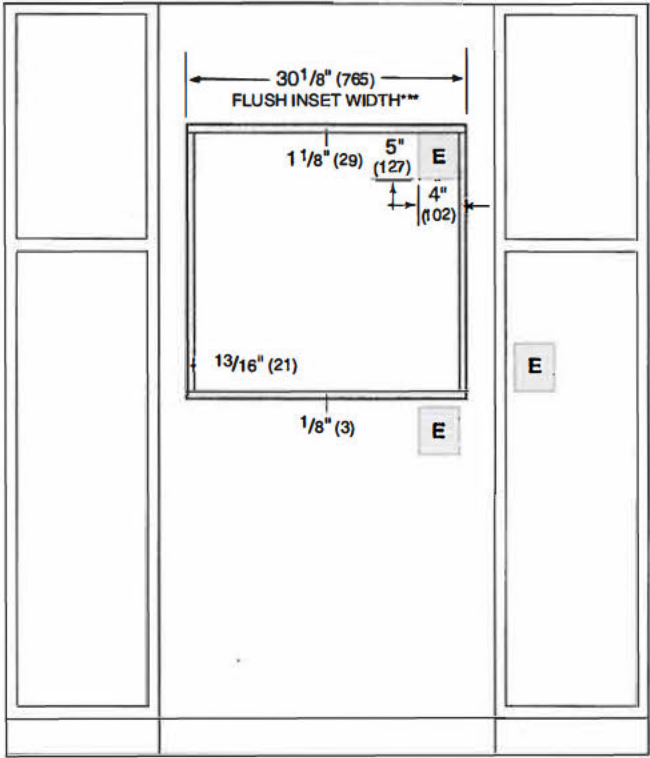 30 1/8" (765)
FLUSH INSET WIDTH***
1 1/8" (29)
5"
(127)
E
4"
(102)
13/16" (21)
E
1/8" (3)
E